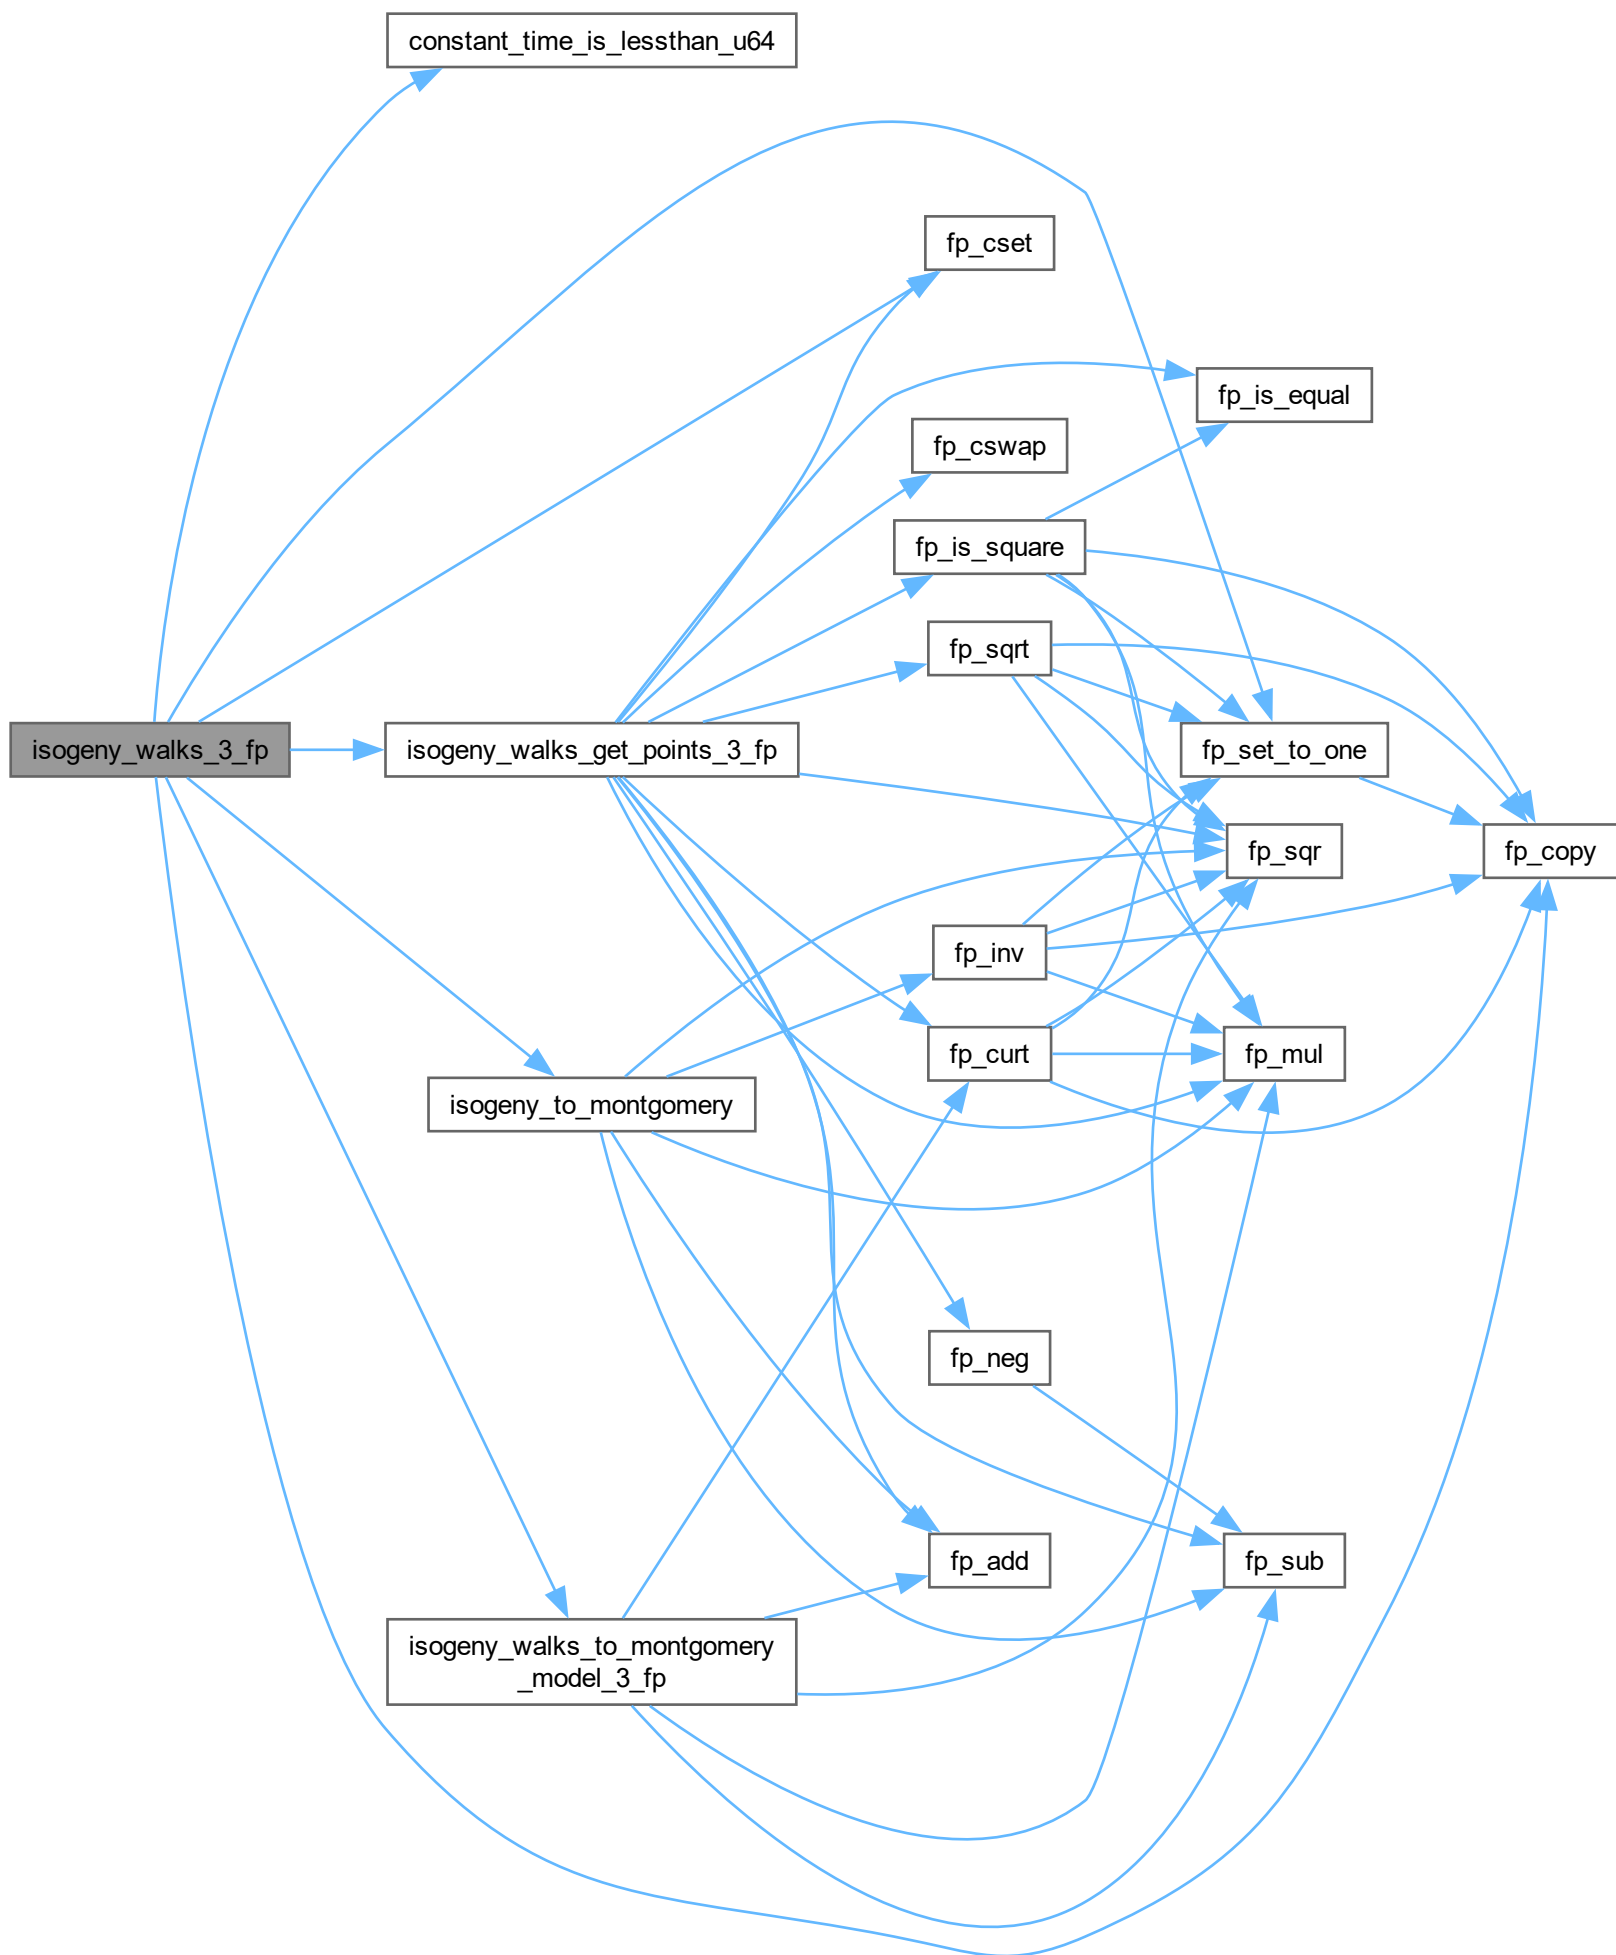 constant_time_is_lessthan_u64
fp_cset
fp_is_equal
fp_cswap
fp_is_square
fp_sqrt
isogeny_walks_3_fp
isogeny_walks_get_points_3_fp
fp_set_to_one
fp_sqr
fp_copy
fp_inv
fp_curt
fp_mul
isogeny_to_montgomery
fp_neg
fp_add
fp_sub
isogeny_walks_to_montgomery
_model_3_fp